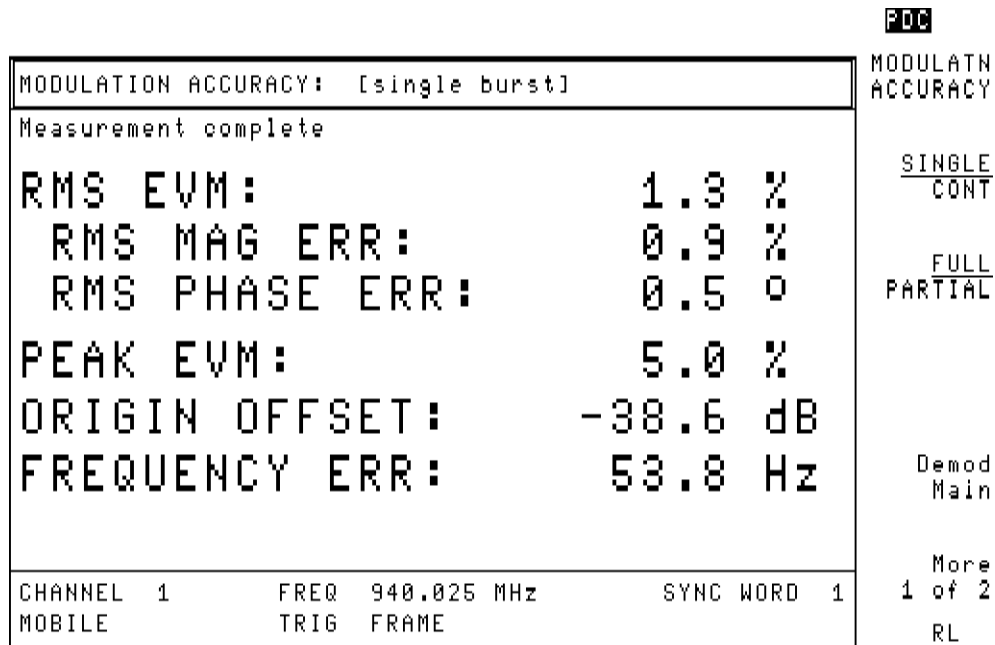 PDC
MODULATION ACCURACY: [single burst]
Measurement complete
RMS EVM: 1.3 %
RMS MAG ERR: 0.9 %
RMS PHASE ERR: 0.5 °
PEAK EVM: 5.0 %
ORIGIN OFFSET: -38.6 dB
FREQUENCY ERR: 53.8 Hz
CHANNEL 1 FREQ 940.025 MHz SYNC WORD 1
MOBILE TRIG FRAME
MODULATN
ACCURACY
SINGLE
CONT
FULL
PARTIAL
Demod
Main
More
1 of 2
RL